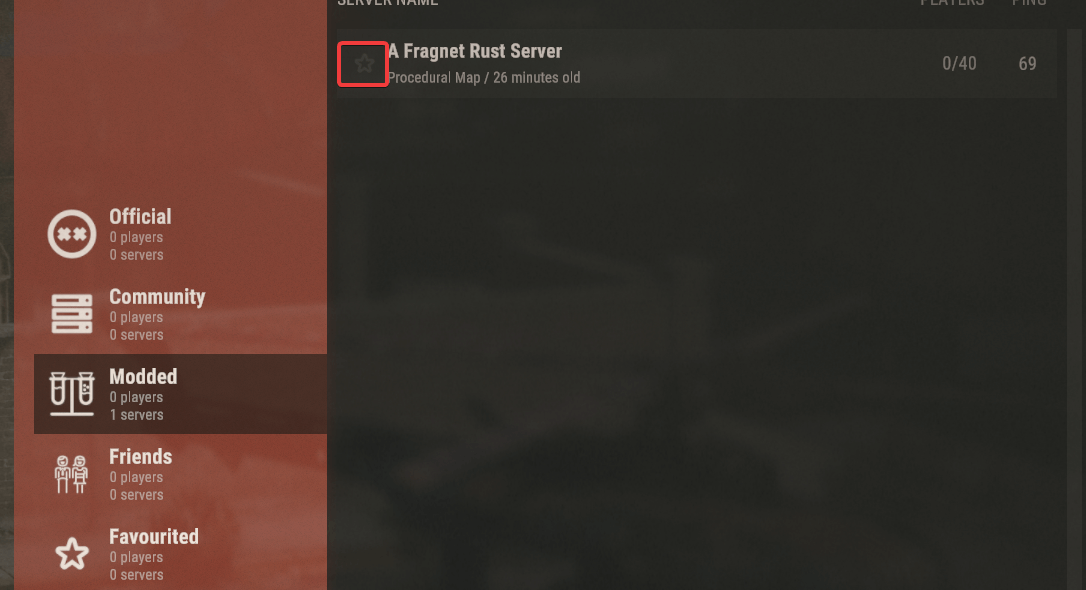 SERVER NAME
PLAYERS
PING
A Fragnet Rust Server
Procedural Map / 26 minutes old
0/40
69
Official
0 players
0 servers
Community
0 players
0 servers
Modded
0 players
1 servers
Friends
0 players
0 servers
Favourited
0 players
0 servers